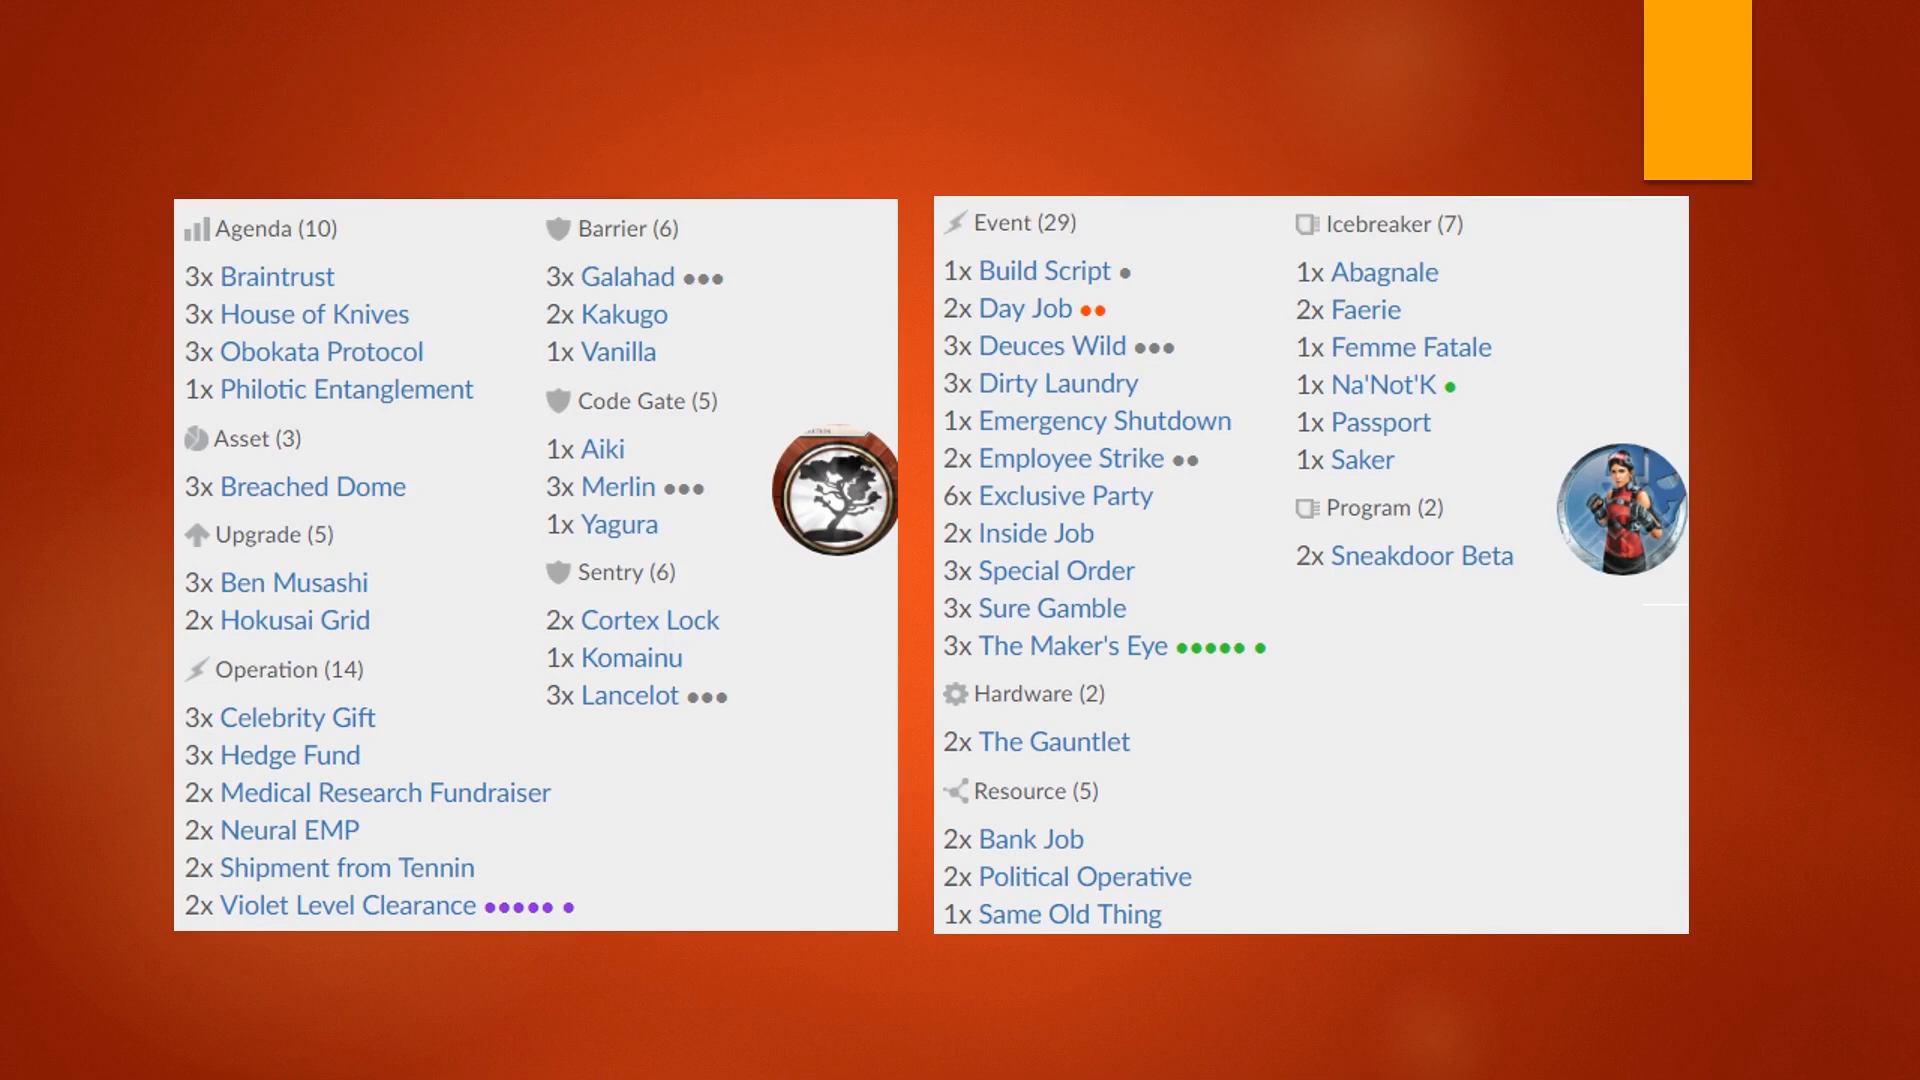 Agenda (10)
3x Braintrust
3x House of Knives
3x Obokata Protocol
1x Philotic Entanglement
Asset (3)
3x Breached Dome
Upgrade (5)
3x Ben Musashi
2x Hokusai Grid
Operation (14)
3x Celebrity Gift
3x Hedge Fund
2x Medical Research Fundraiser
2x Neural EMP
2x Shipment from Tennin
2x Violet Level Clearance
Barrier (6)
3x Galahad
2x Kakugo
1x Vanilla
Code Gate (5)
1x Aiki
3x Merlin
1x Yagura
Sentry (6)
2x Cortex Lock
1x Komainu
3x Lancelot
Event (29)
1x Build Script
2x Day Job
3x Deuces Wild
3x Dirty Laundry
1x Emergency Shutdown
2x Employee Strike
6x Exclusive Party
2x Inside Job
3x Special Order
3x Sure Gamble
3x The Maker's Eye
Hardware (2)
2x The Gauntlet
Resource (5)
2x Bank Job
2x Political Operative
1x Same Old Thing
Icebreaker (7)
1x Abagnale
2x Faerie
1x Femme Fatale
1x Na'Not'K
1x Passport
1x Saker
Program (2)
2x Sneakdoor Beta